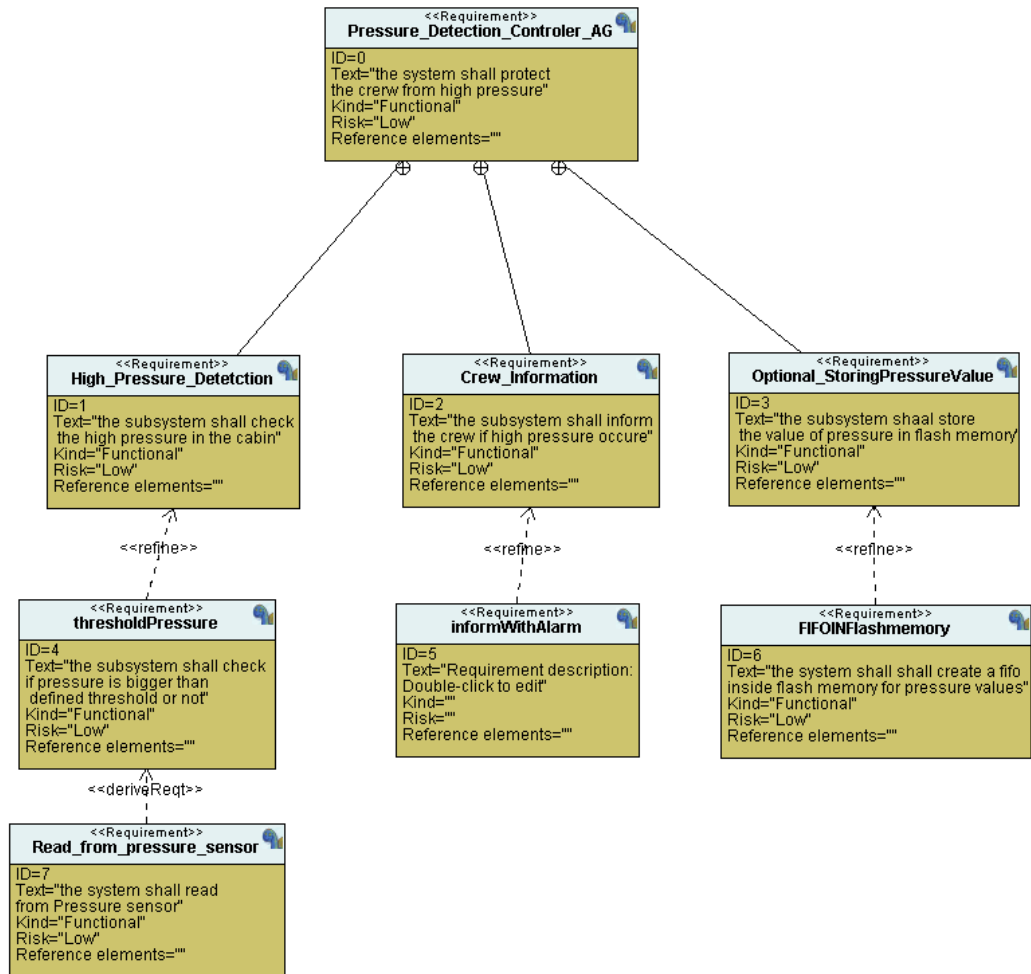 <<Requirement>>
Pressure_Detection_Controler_AG
ID=0
Text="the system shall protect
the crerw from high pressure"
Kind="Functional"
Risk="Low"
Reference elements=""
<<Requirement>>
High_Pressure_Detetction
ID=1
Text="the subsystem shall check
the high pressure in the cabin"
Kind="Functional"
Risk="Low"
Reference elements=""
<<Requirement>>
Crew_Information
ID=2
Text="the subsystem shall inform
the crew if high pressure occure"
Kind="Functional"
Risk="Low"
Reference elements=""
<<Requirement>>
Optional_StoringPressureValue
ID=3
Text="the subsystem shaal store
the value of pressure in flash memory"
Kind="Functional"
Risk="Low"
Reference elements=""
<<refine>>
<<refine>>
<<refine>>
<<Requirement>>
thresholdPressure
ID=4
Text="the subsystem shall check
if pressure is bigger than
defined threshold or not"
Kind="Functional"
Risk="Low"
Reference elements=""
<<Requirement>>
informWithAlarm
ID=5
Text="Requirement description:
Double-click to edit"
Kind=""
Risk=""
Reference elements=""
<<Requirement>>
FIFOINFlashmemory
ID=6
Text="the system shall shall create a fifo
inside flash memory for pressure values"
Kind="Functional"
Risk="Low"
Reference elements=""
<<deriveReqt>>
<<Requirement>>
Read_from_pressure_sensor
ID=7
Text="the system shall read
from Pressure sensor"
Kind="Functional"
Risk="Low"
Reference elements=""